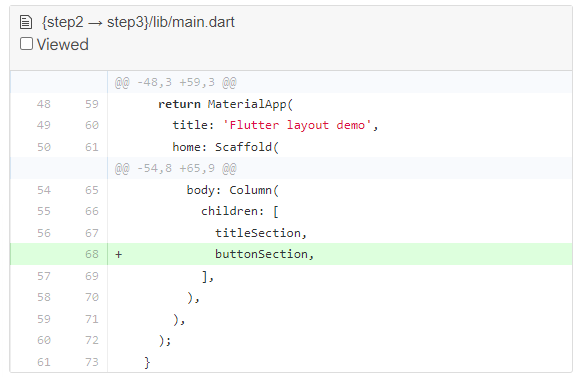 {step2 → step3}/lib/main.dart
Viewed
@@ -48,3 +59,3 @@
48 59 return MaterialApp(
49 60 title: 'Flutter layout demo',
50 61 home: Scaffold(
@@ -54,8 +65,9 @@
54 65 body: Column(
55 66 children: [
56 67 titleSection,
68 + buttonSection,
57 69 ],
58 70 ),
59 71 ),
60 72 );
61 73 }